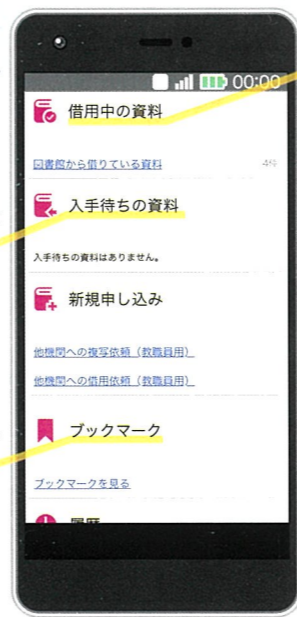 00:00
借用中の資料
図書館から借りている資料
入手待ちの資料
入手待ちの資料はありません。
新規申し込み
他機関への複写依頼（教職員用）
他機関への借用依頼（教職員用）
ブックマーク
ブックマークを見る